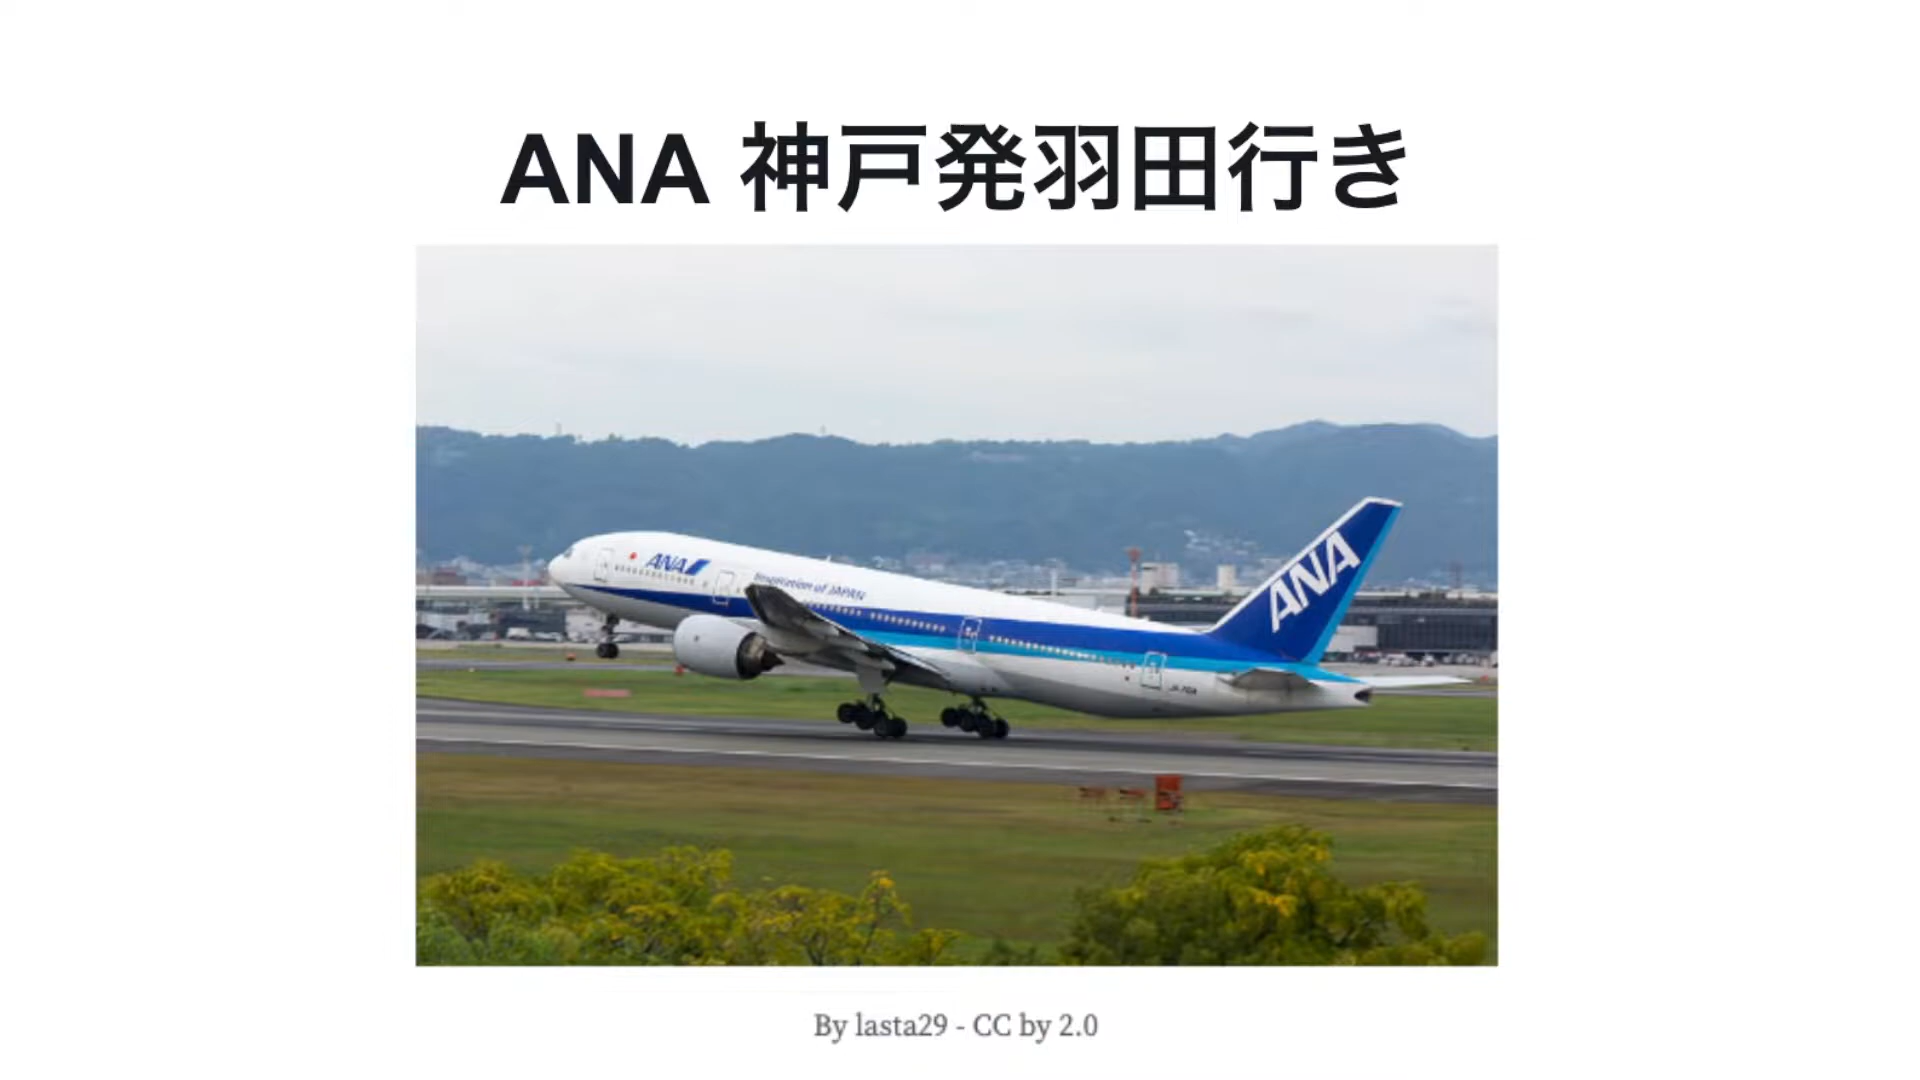 ANA 神戸発羽田行き
ANA
Inspiration of JAPAN
ANA
By lasta29 - CC by 2.0